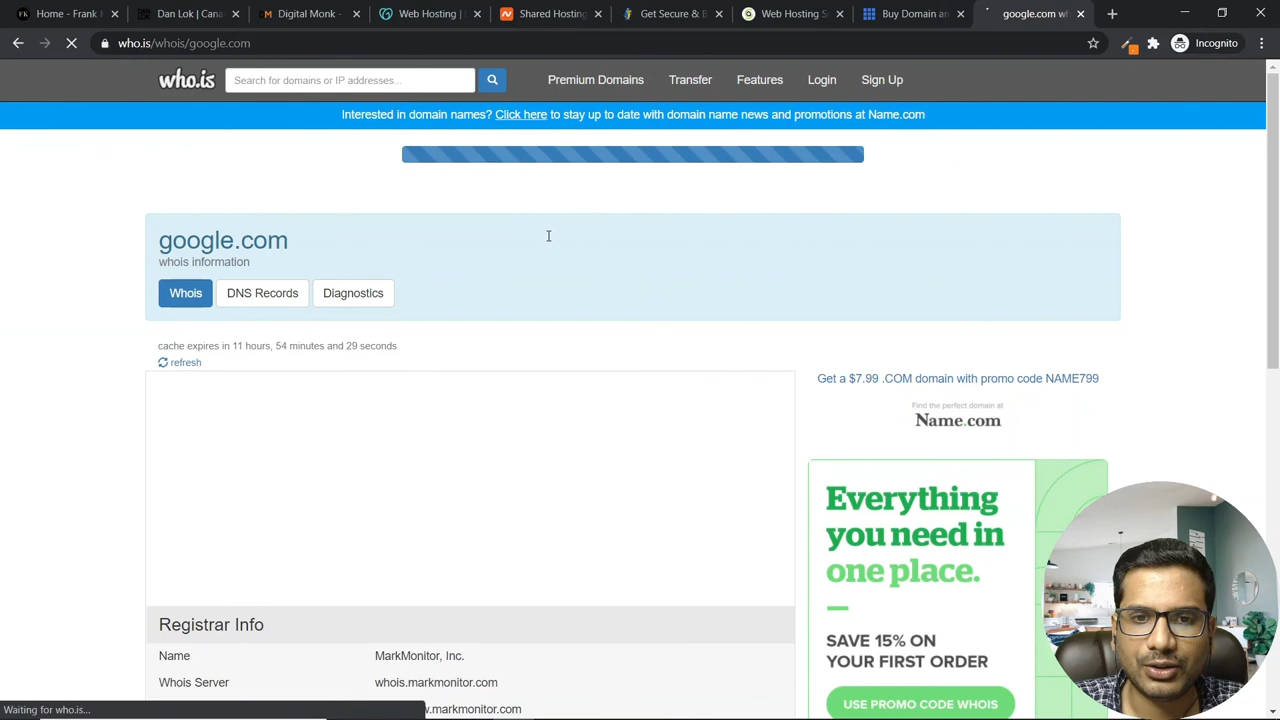 Home - Frank M
Dan Lok | Cana
Digital Monk -
Web Hosting |
Shared Hosting
Get Secure & B
Web Hosting Se
Buy Domain an
google.com wh
who.is/whois/google.com
Incognito
who.is
Search for domains or IP addresses...
Premium Domains
Transfer
Features
Login
Sign Up
Interested in domain names? Click here to stay up to date with domain name news and promotions at Name.com
google.com
whois information
Whois
DNS Records
Diagnostics
cache expires in 11 hours, 54 minutes and 29 seconds
refresh
Get a $7.99 .COM domain with promo code NAME799
Find the perfect domain at
Name.com
Everything
you need in
one place.
SAVE 15% ON
YOUR FIRST ORDER
USE PROMO CODE WHOIS
Registrar Info
Name MarkMonitor, Inc.
Whois Server whois.markmonitor.com
w.markmonitor.com
Waiting for who.is...